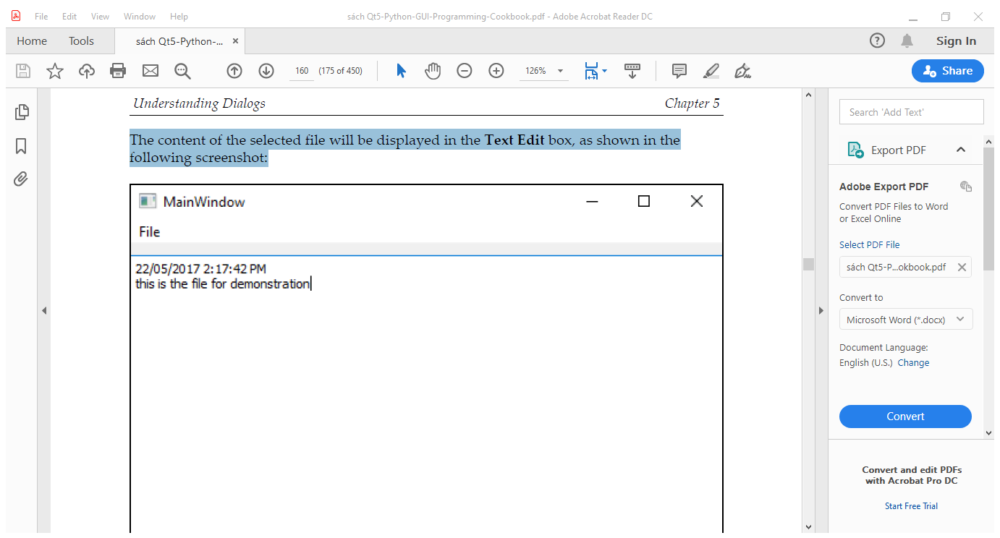 File Edit View Window Help
sách Qt5-Python-GUI-Programming-Cookbook.pdf - Adobe Acrobat Reader DC
Home Tools sách Qt5-Python-... ×
Sign In
160 (175 of 450)
126%
Share
Understanding Dialogs Chapter 5
The content of the selected file will be displayed in the Text Edit box, as shown in the
following screenshot:
MainWindow
File
22/05/2017 2:17:42 PM
this is the file for demonstration
Search 'Add Text'
Export PDF
Adobe Export PDF
Convert PDF Files to Word
or Excel Online
Select PDF File
sách Qt5-P...okbook.pdf
Convert to
Microsoft Word (*.docx)
Document Language:
English (U.S.) Change
Convert
Convert and edit PDFs
with Acrobat Pro DC
Start Free Trial